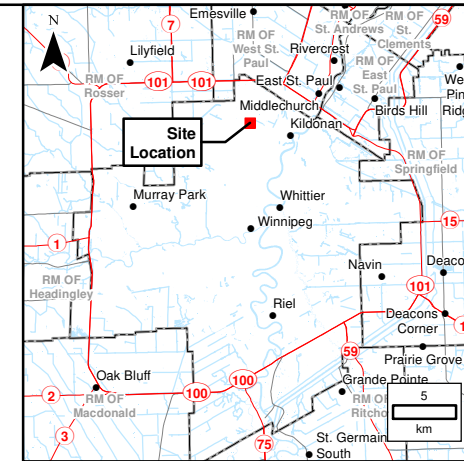 Emesville
7
N
RM OF
West St.
Paul
RM OF
St. Andrews
RM OF
St.
Clements
59
Lilyfield
Rivercrest
RM OF
Rosser
101
101
East St. Paul
RM OF
East
St. Paul
We
Pin
Ridg
Middlechurch
Birds Hill
Site
Location
Kildonan
RM OF
Springfield
Murray Park
Whittier
Winnipeg
15
1
RM OF
Headingley
Navin
Deaco
101
Riel
Deacons
Corner
1
59
Prairie Grove
Oak Bluff
100
100
Grande Pointe
2
RM OF
Macdonald
RM OF
Ritcho
5
km
3
75
St. Germain
South